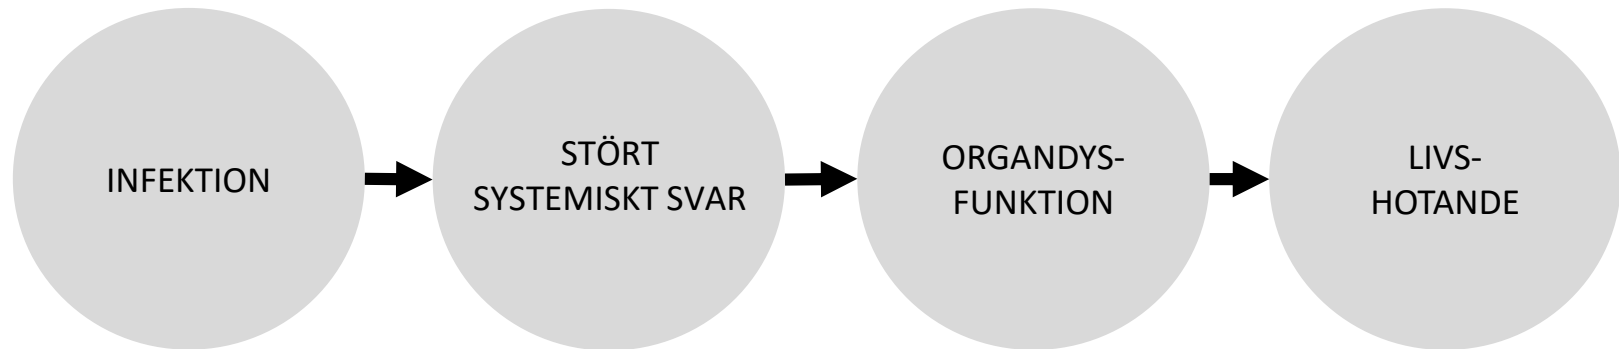 INFEKTION
STÖRT
SYSTEMISKT SVAR
ORGANDYS-
FUNKTION
LIVS-
HOTANDE